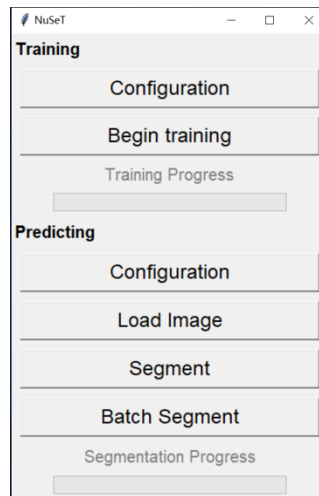 NuSeT
Training
Configuration
Begin training
Training Progress
Predicting
Configuration
Load Image
Segment
Batch Segment
Segmentation Progress